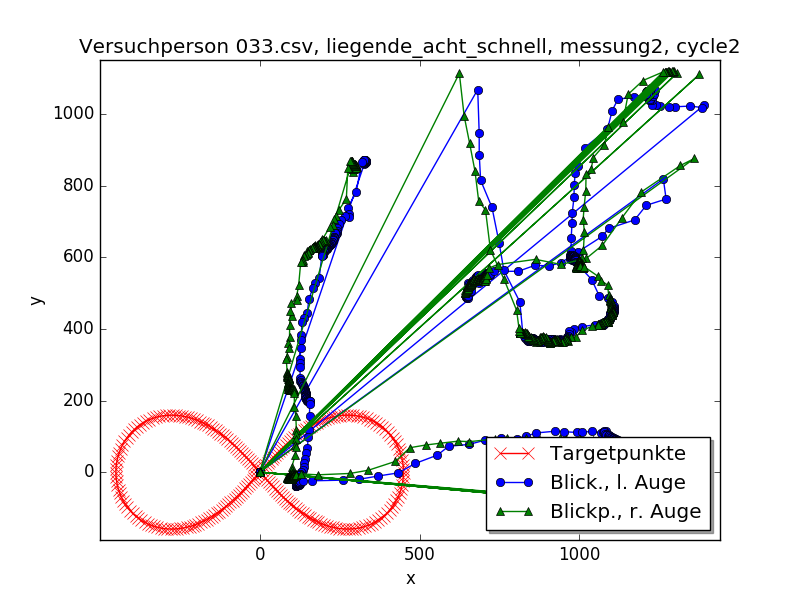 Versuchperson 033.csv, liegende_acht_schnell, messung2, cycle2
y
1000
800
600
400
200
0
0 500 1000
x
Targetpunkte
Blick., l. Auge
Blickp., r. Auge